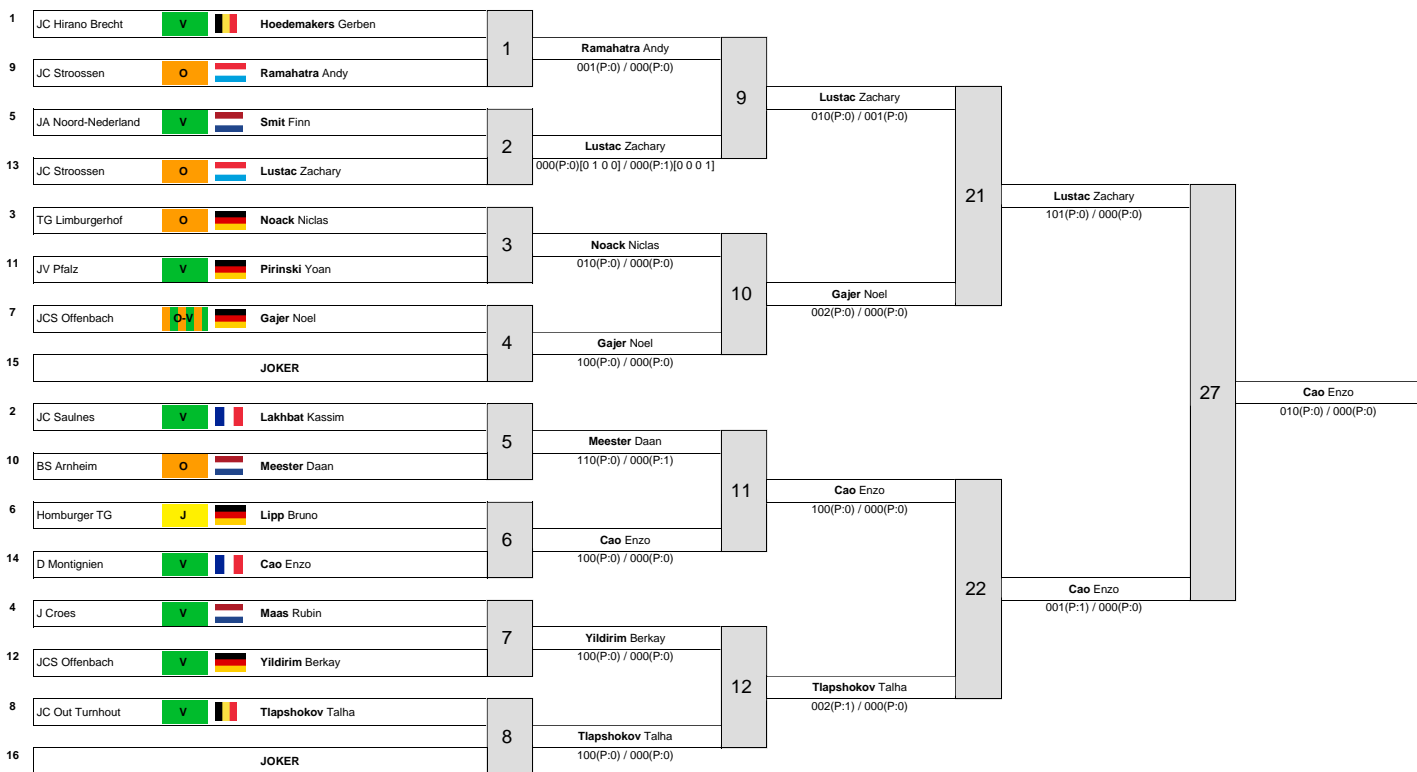 1 JC Hirano Brecht V Hoedemakers Gerben
1
Ramahatra Andy
001(P:0) / 000(P:0)
9 JC Stroossen O Ramahatra Andy
9
Lustac Zachary
010(P:0) / 001(P:0)
5 JA Noord-Nederland V Smit Finn
2
Lustac Zachary
000(P:0)[0 1 0 0] / 000(P:1)[0 0 0 1]
13 JC Stroossen O Lustac Zachary
21
Lustac Zachary
101(P:0) / 000(P:0)
3 TG Limburgerhof O Noack Niclas
3
Noack Niclas
010(P:0) / 000(P:0)
11 JV Pfalz V Pirinski Yoan
10
Gajer Noel
002(P:0) / 000(P:0)
7 JCS Offenbach O-V Gajer Noel
4
Gajer Noel
100(P:0) / 000(P:0)
15 JOKER
27
Cao Enzo
010(P:0) / 000(P:0)
2 JC Saulnes V Lakhbat Kassim
5
Meester Daan
110(P:0) / 000(P:1)
10 BS Arnheim O Meester Daan
11
Cao Enzo
100(P:0) / 000(P:0)
6 Homburger TG J Lipp Bruno
6
Cao Enzo
100(P:0) / 000(P:0)
14 D Montignien V Cao Enzo
22
Cao Enzo
001(P:1) / 000(P:0)
4 J Croes V Maas Rubin
7
Yildirim Berkay
100(P:0) / 000(P:0)
12 JCS Offenbach V Yildirim Berkay
12
Tlapshokov Talha
002(P:1) / 000(P:0)
8 JC Out Turnhout V Tlapshokov Talha
8
Tlapshokov Talha
100(P:0) / 000(P:0)
16 JOKER